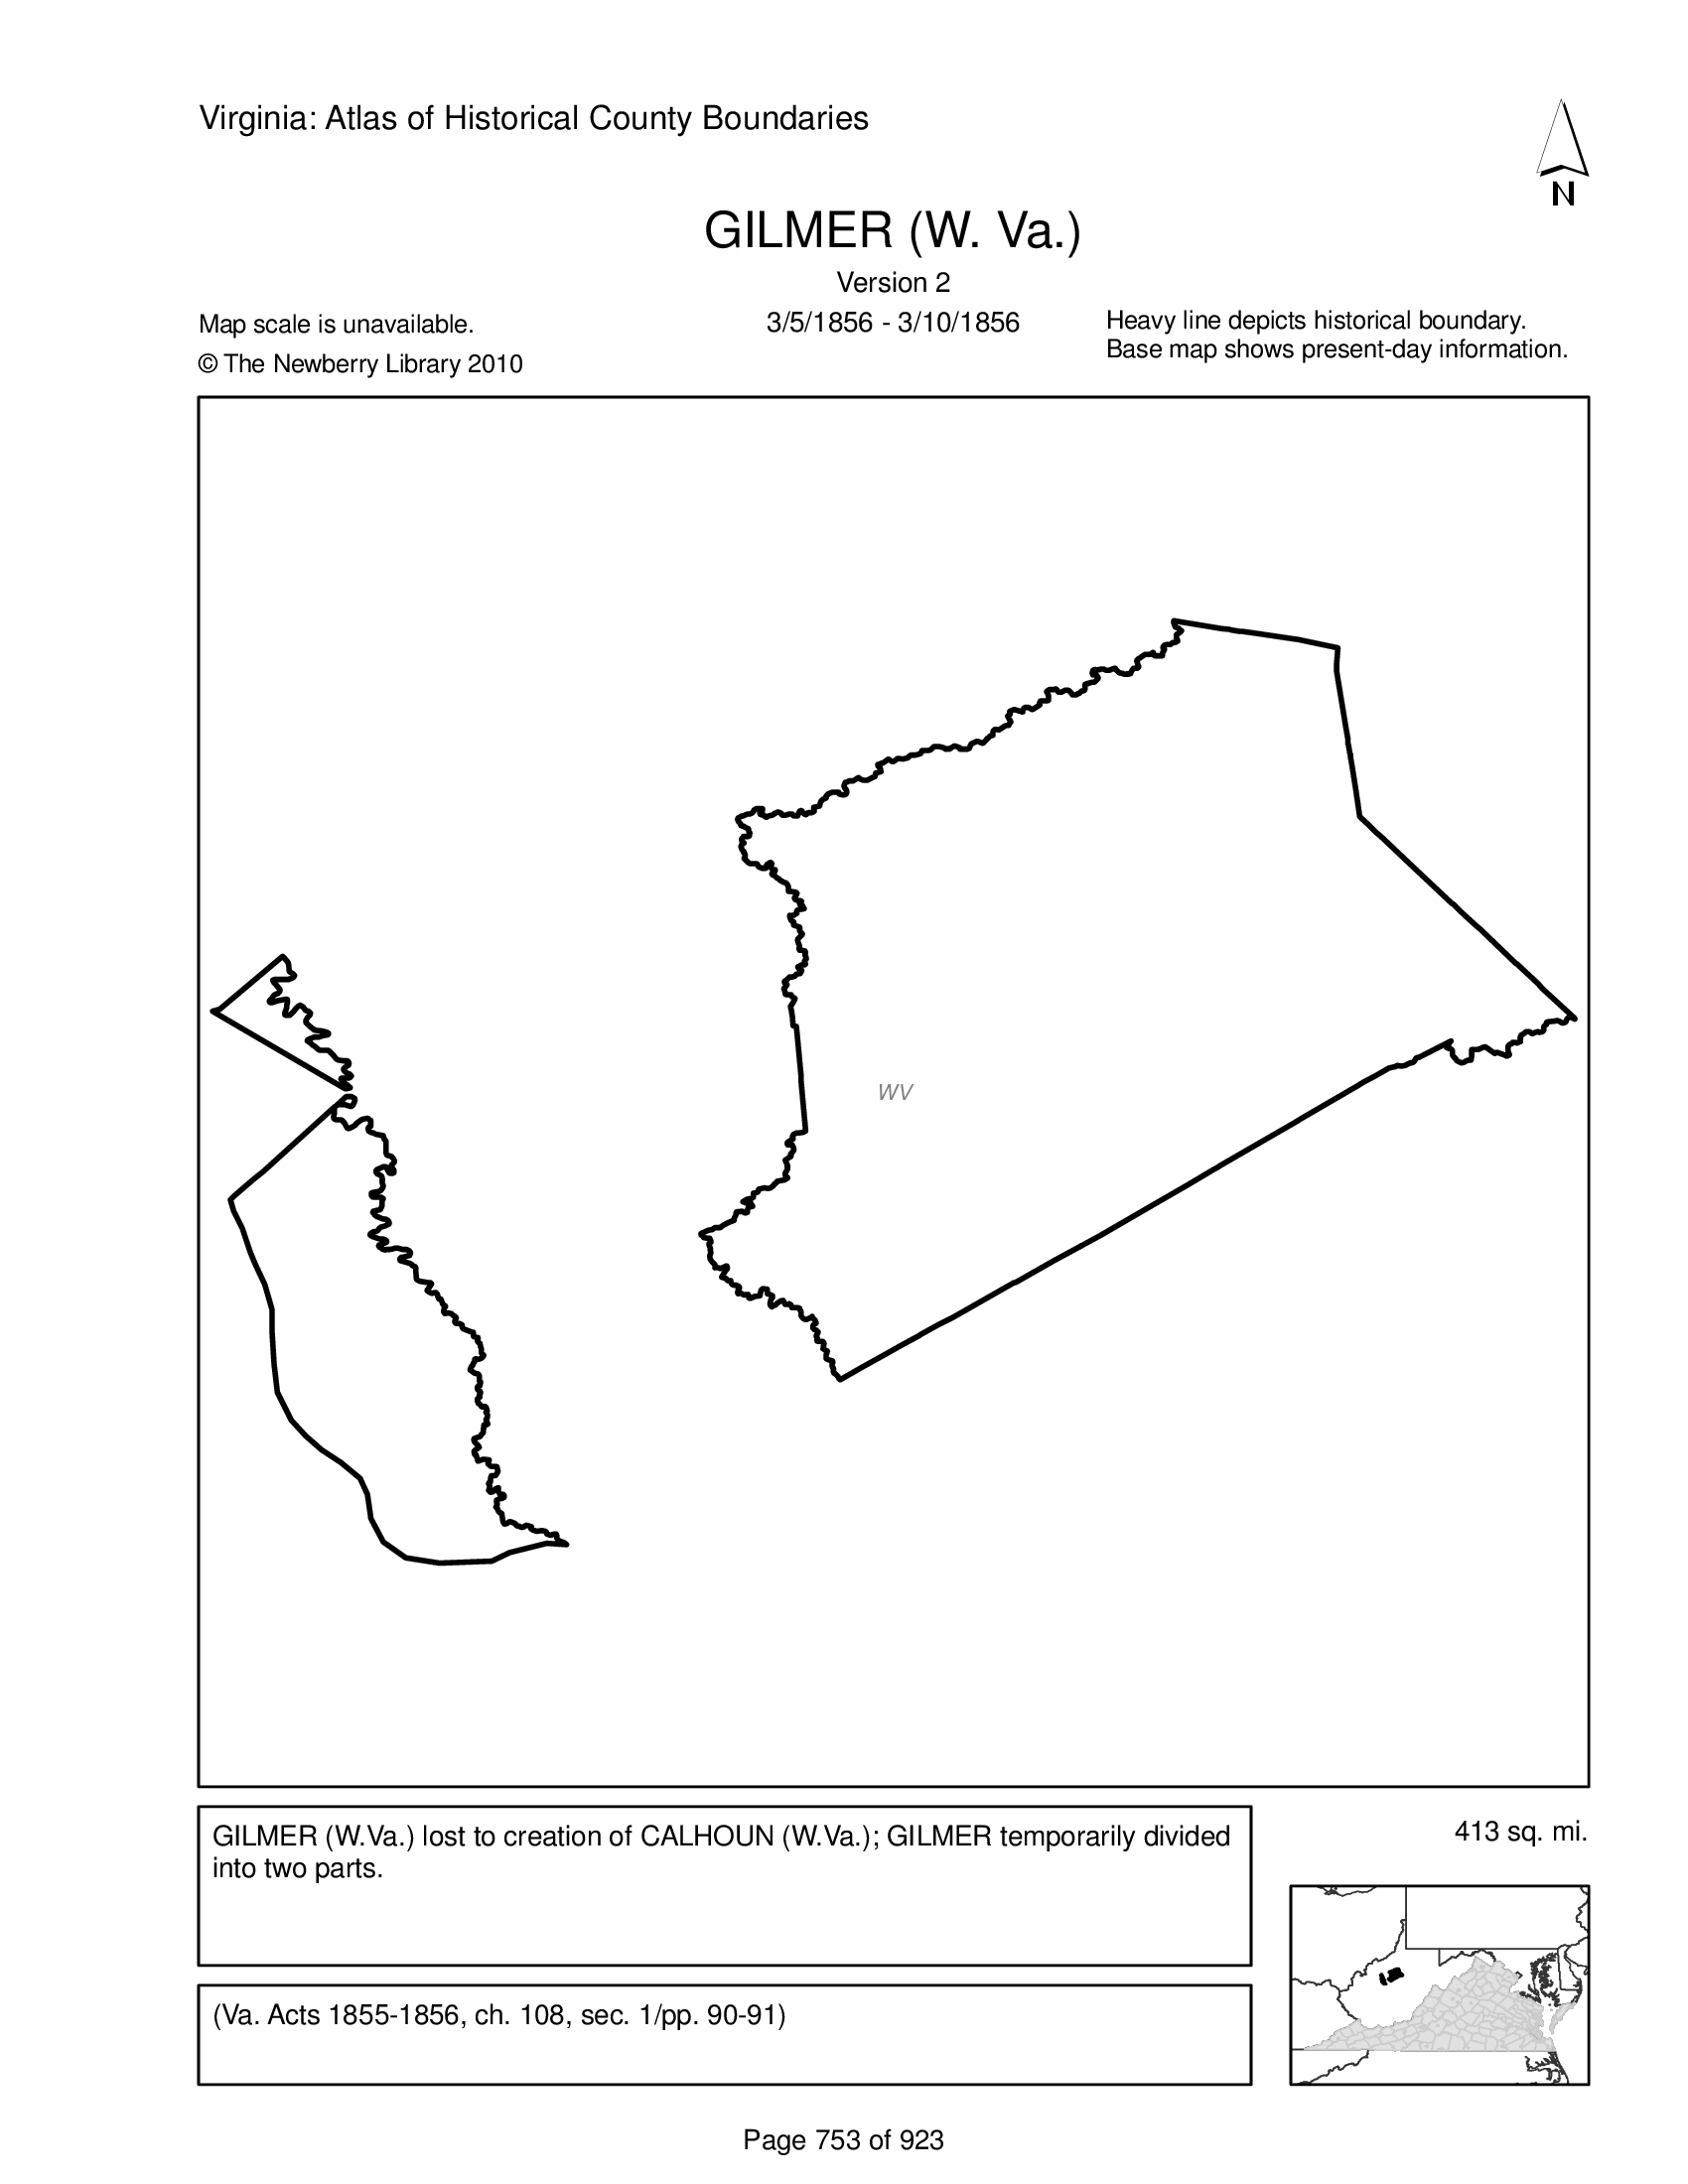 Virginia: Atlas of Historical County Boundaries
N
GILMER (W. Va.)
Version 2
3/5/1856 - 3/10/1856
Map scale is unavailable.
© The Newberry Library 2010
Heavy line depicts historical boundary.
Base map shows present-day information.
WV
GILMER (W.Va.) lost to creation of CALHOUN (W.Va.); GILMER temporarily divided
into two parts.
413 sq. mi.
(Va. Acts 1855-1856, ch. 108, sec. 1/pp. 90-91)
Page 753 of 923